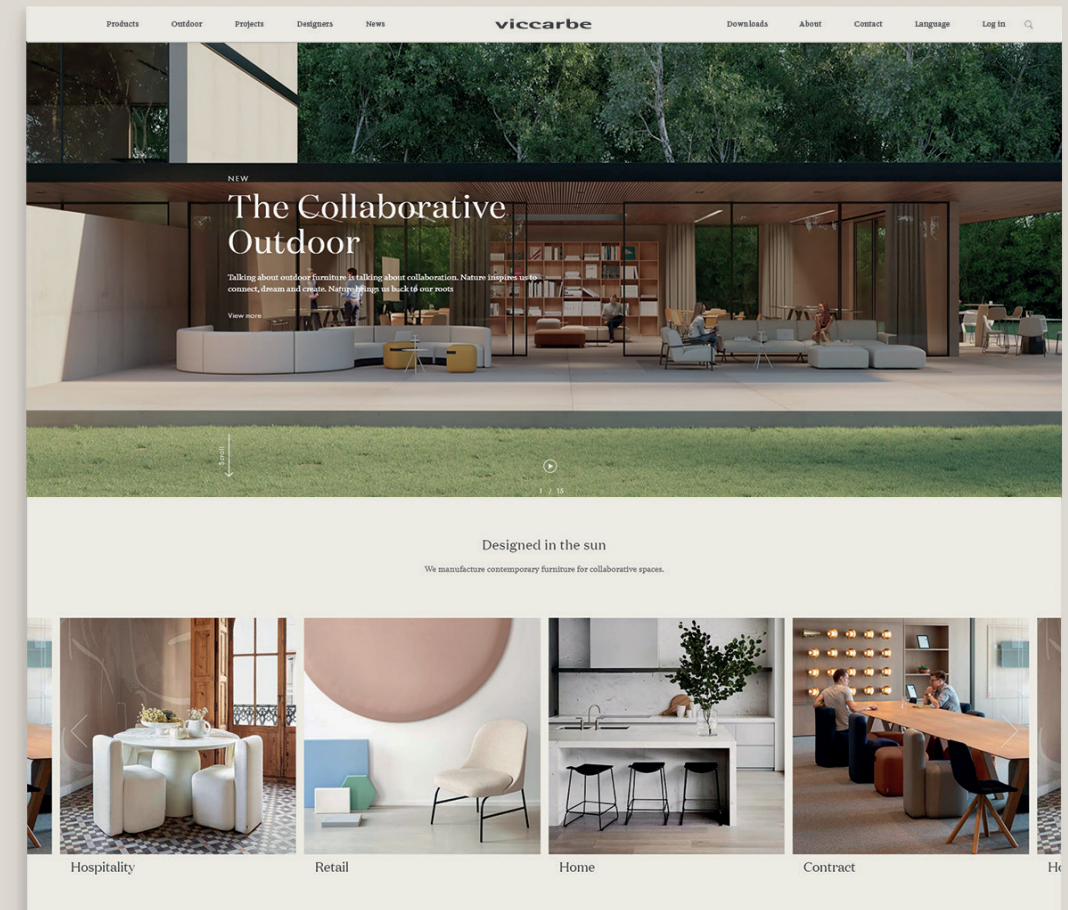 Products Outdoor Projects Designers News viccarbe Downloads About Contact Language Log in
NEW
The Collaborative
Outdoor
Talking about outdoor furniture is talking about collaboration. Nature inspires us to
connect, dream and create. Nature brings us back to our roots
View more
Scroll
1 / 15
Designed in the sun
We manufacture contemporary furniture for collaborative spaces.
Hospitality Retail Home Contract Ho